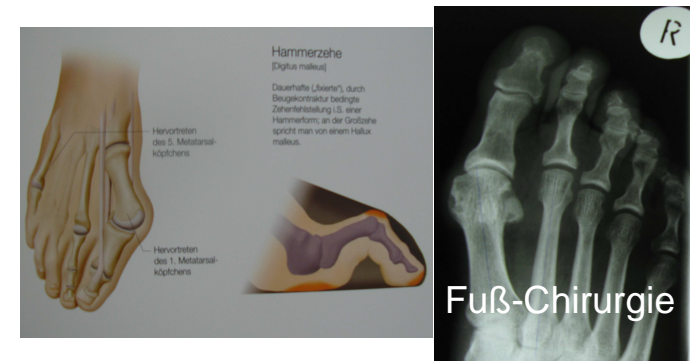 Hammerzehe
[Digitus malleus]
Dauerhafte („fixierte"), durch
Beugekontraktur bedingte
Zehenfehlstellung i.S. einer
Hammerform; an der Großzehe
spricht man von einem Hallux
malleus.
Hervortreten
des 5. Metatarsal-
köpfchens
Hervortreten
des 1. Metatarsal-
köpfchens
R
Fuß-Chirurgie